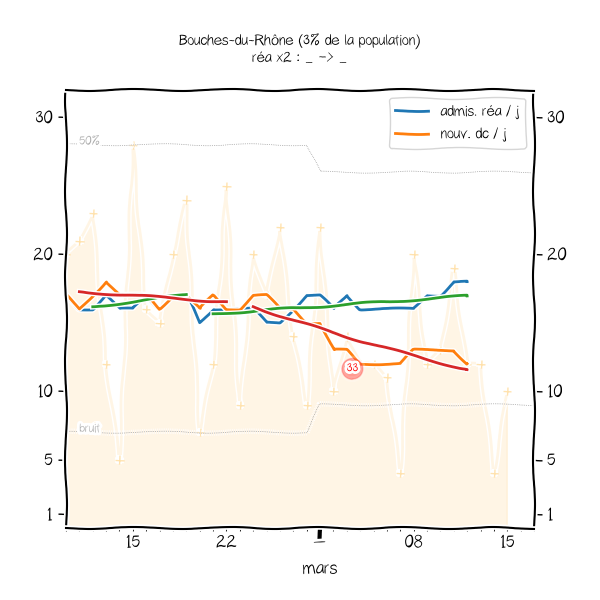 Bouches-du-Rhône (3% de la population)
réa x2 : _ -> _
admis. réa / j
nouv. dc / j
30
30
50%
20
20
33
10
10
bruit
5
5
1
1
15
22
1
08
15
mars